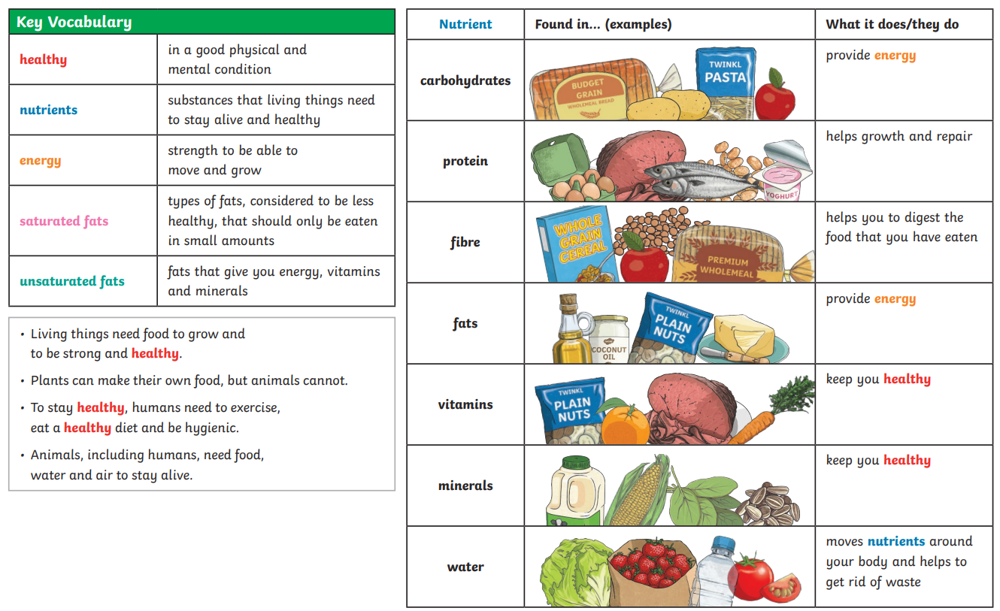 Key Vocabulary
healthy
in a good physical and
mental condition
nutrients
substances that living things need
to stay alive and healthy
energy
strength to be able to
move and grow
saturated fats
types of fats, considered to be less
healthy, that should only be eaten
in small amounts
unsaturated fats
fats that give you energy, vitamins
and minerals
• Living things need food to grow and
to be strong and healthy.
• Plants can make their own food, but animals cannot.
• To stay healthy, humans need to exercise,
eat a healthy diet and be hygienic.
• Animals, including humans, need food,
water and air to stay alive.
Nutrient
Found in... (examples)
What it does/they do
carbohydrates
BUDGET
GRAIN
WHOLEMEAL BREAD
TWINKL
PASTA
provide energy
protein
YOGHURT
helps growth and repair
fibre
WHOLE
GRAIN
CEREAL
PREMIUM
WHOLEMEAL
helps you to digest the
food that you have eaten
fats
COCONUT
OIL
TWINKL
PLAIN
NUTS
provide energy
vitamins
TWINKL
PLAIN
NUTS
keep you healthy
minerals
keep you healthy
water
moves nutrients around
your body and helps to
get rid of waste